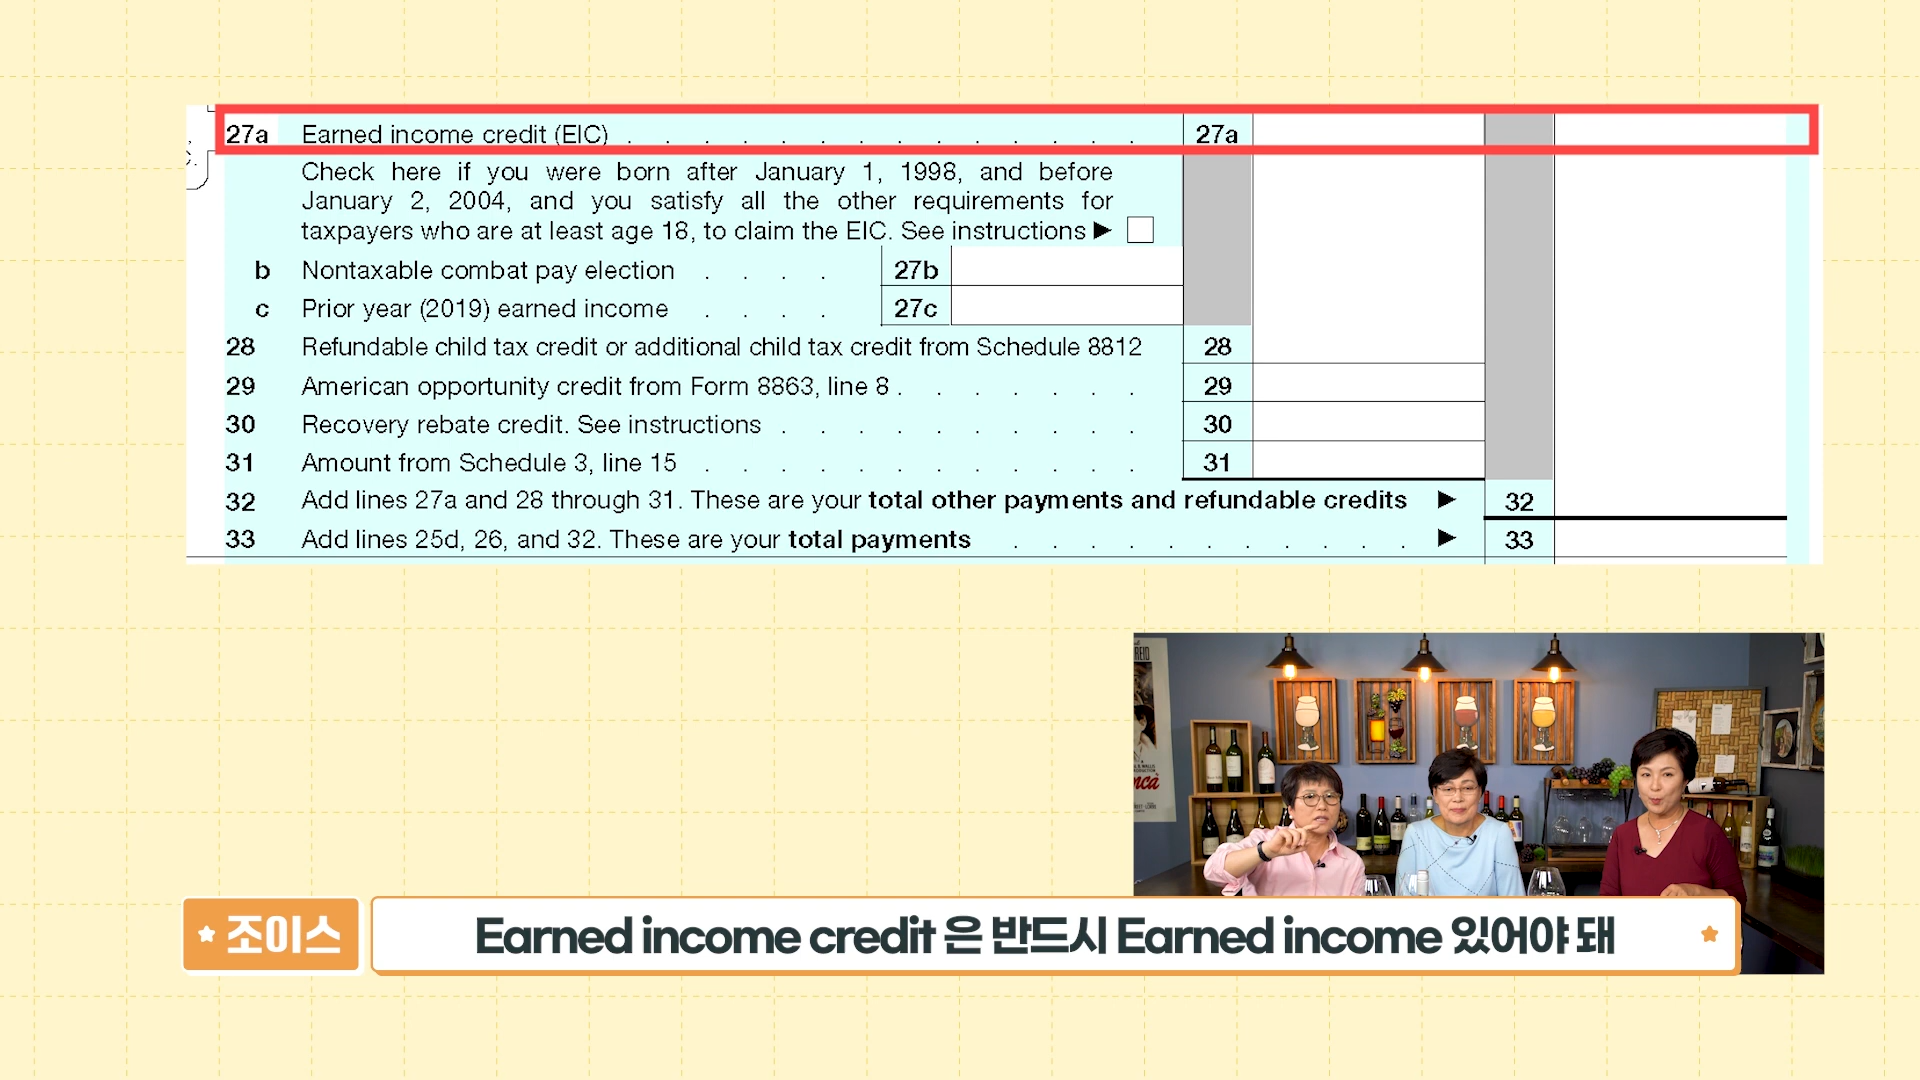 27a Earned income credit (EIC) . . . . . . . . . . . . . . 27a
Check here if you were born after January 1, 1998, and before
January 2, 2004, and you satisfy all the other requirements for
taxpayers who are at least age 18, to claim the EIC. See instructions ▶
b Nontaxable combat pay election . . . . 27b
c Prior year (2019) earned income . . . . 27c
28 Refundable child tax credit or additional child tax credit from Schedule 8812 28
29 American opportunity credit from Form 8863, line 8 . . . . . . . 29
30 Recovery rebate credit. See instructions . . . . . . . . . . 30
31 Amount from Schedule 3, line 15 . . . . . . . . . . . . 31
32 Add lines 27a and 28 through 31. These are your total other payments and refundable credits ▶ 32
33 Add lines 25d, 26, and 32. These are your total payments . . . . . . . . . . . ▶ 33
REID
조이스
Earned income credit 은 반드시 Earned income 있어야 돼